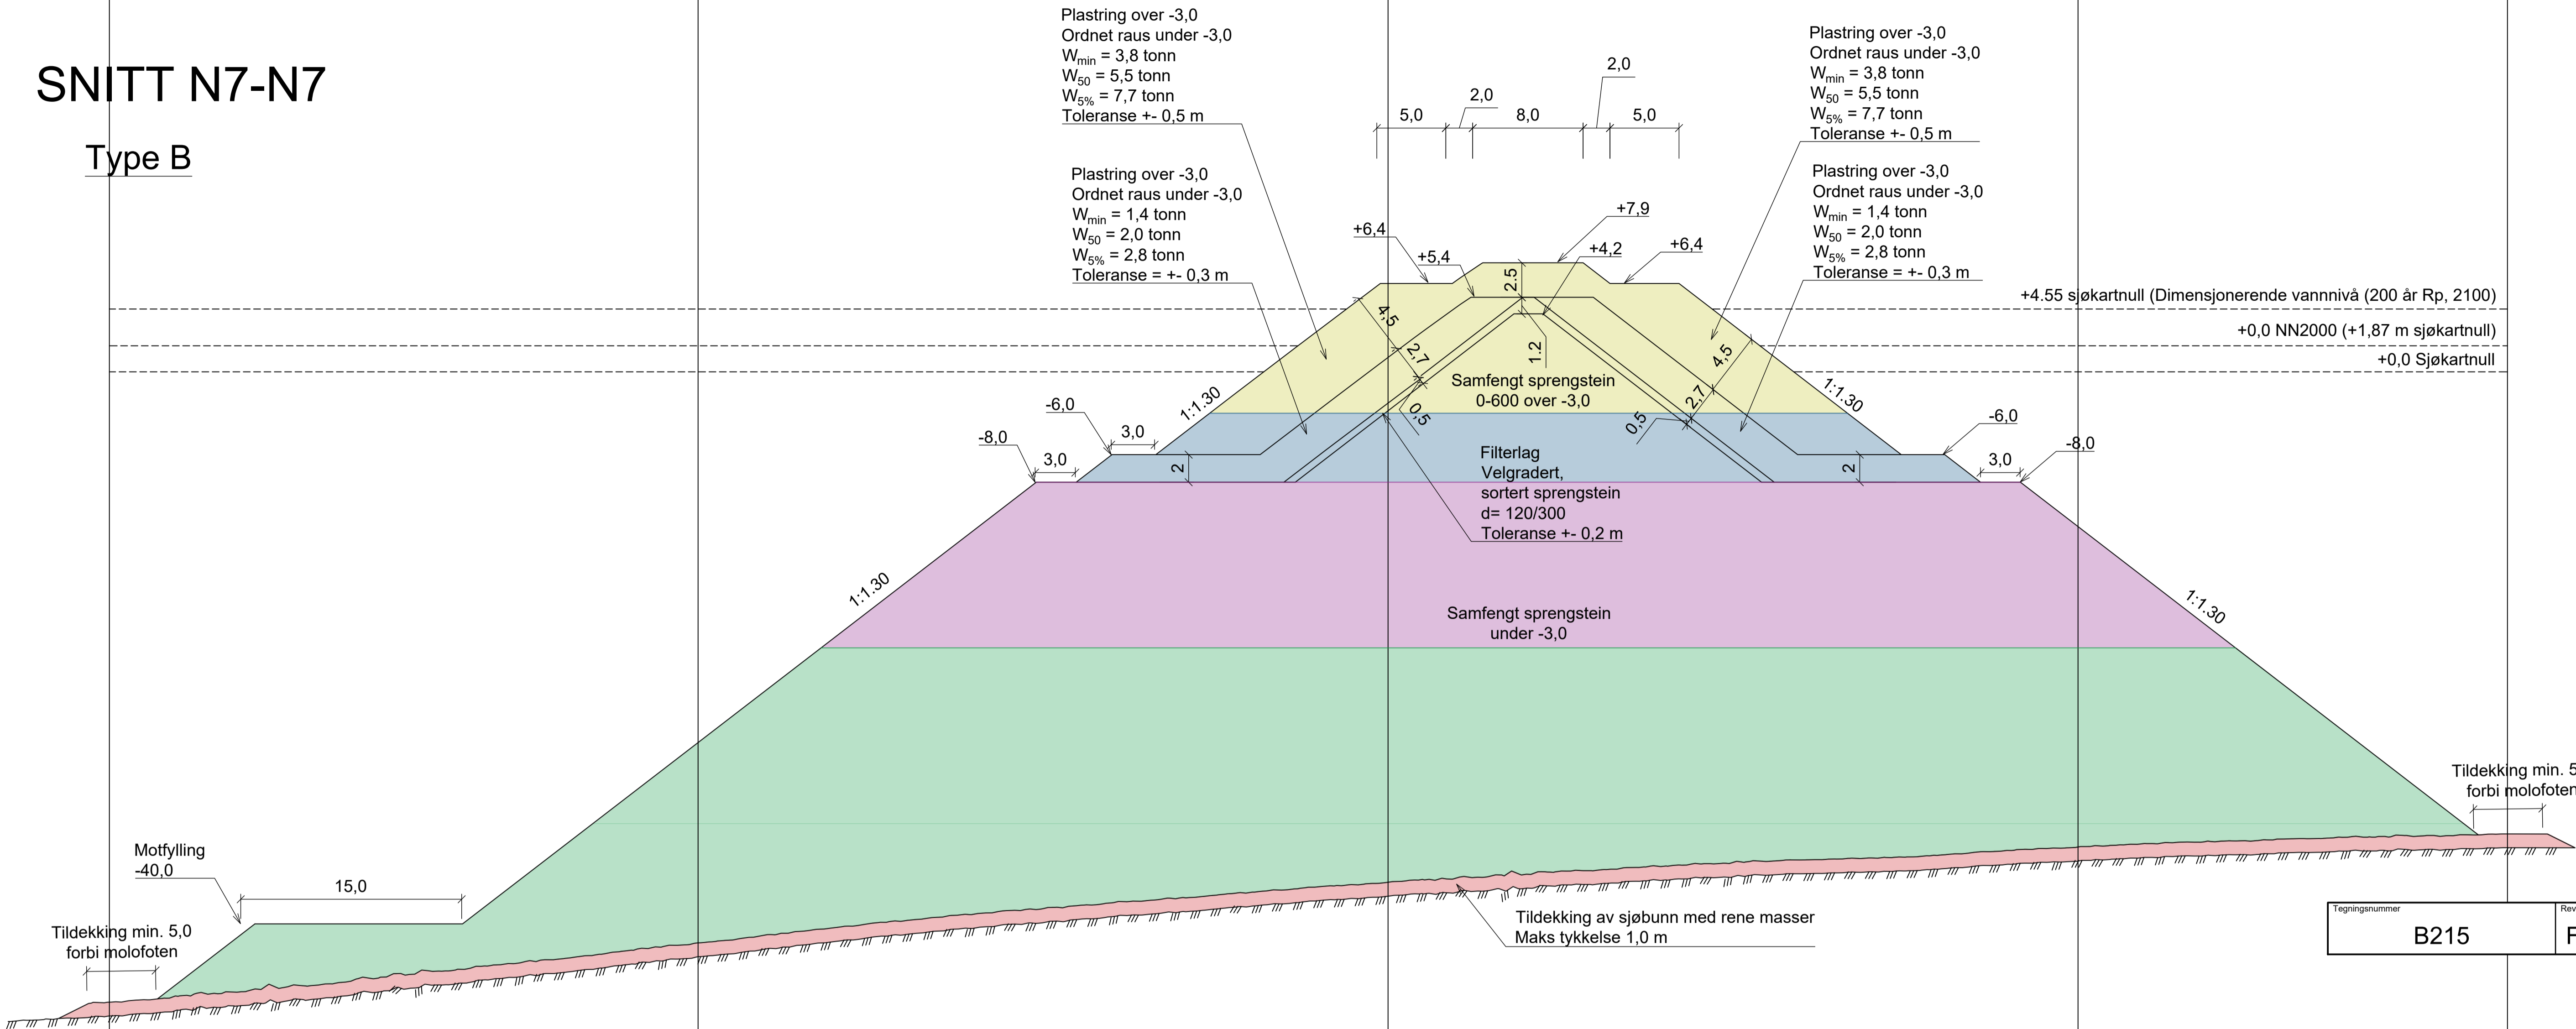 SNITT N7-N7
Type B
Plastring over -3,0
Ordnet raus under -3,0
Wmin = 3,8 tonn
W50 = 5,5 tonn
W5% = 7,7 tonn
Toleranse +- 0,5 m
Plastring over -3,0
Ordnet raus under -3,0
Wmin = 1,4 tonn
W50 = 2,0 tonn
W5% = 2,8 tonn
Toleranse = +- 0,3 m
2,0
2,0
5,0
8,0
5,0
Plastring over -3,0
Ordnet raus under -3,0
Wmin = 3,8 tonn
W50 = 5,5 tonn
W5% = 7,7 tonn
Toleranse +- 0,5 m
Plastring over -3,0
Ordnet raus under -3,0
Wmin = 1,4 tonn
W50 = 2,0 tonn
W5% = 2,8 tonn
Toleranse = +- 0,3 m
+6,4
+5,4
+7,9
+4,2
+6,4
2.5
1.2
4,5
2,7
0,5
4,5
2,7
0,5
+4.55 sjøkartnull (Dimensjonerende vannnivå (200 år Rp, 2100)
+0,0 NN2000 (+1,87 m sjøkartnull)
+0,0 Sjøkartnull
Samfengt sprengstein
0-600 over -3,0
1:1.30
1:1.30
-6,0
-8,0
3,0
3,0
2
2
-6,0
-8,0
3,0
Filterlag
Velgradert,
sortert sprengstein
d= 120/300
Toleranse +- 0,2 m
1:1.30
1:1.30
Samfengt sprengstein
under -3,0
Motfylling
-40,0
15,0
Tildekking min. 5,0
forbi molofoten
Tildekking min. 5
forbi molofoten
Tildekking av sjøbunn med rene masser
Maks tykkelse 1,0 m
Tegningsnummer
B215
Rev
F